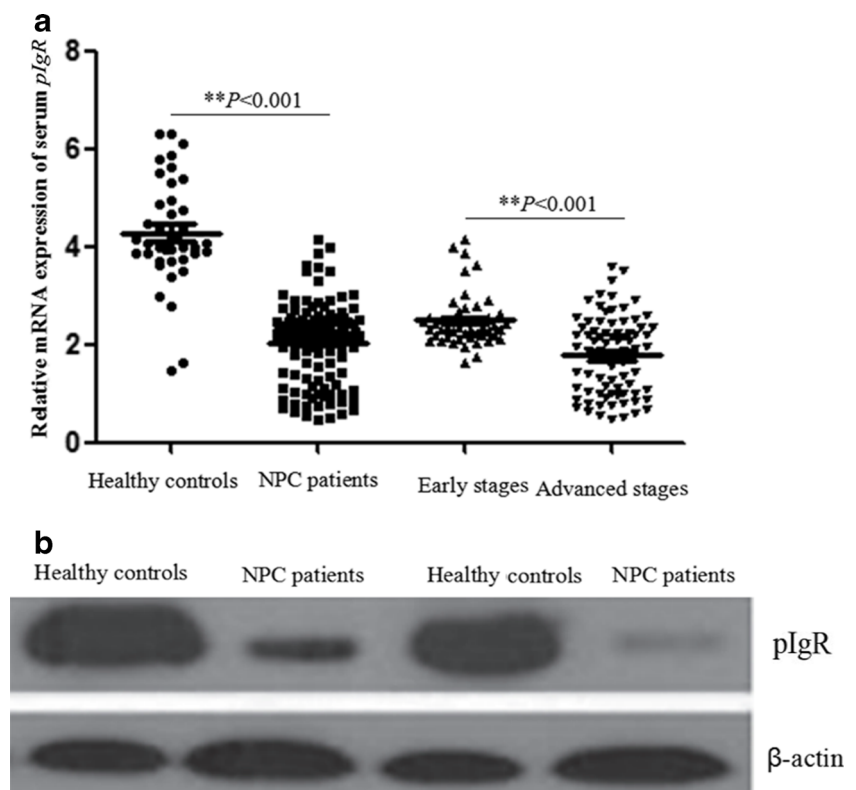 a
Relative mRNA expression of serum pIgR
8
6
4
2
0
**P<0.001
**P<0.001
Healthy controls
NPC patients
Early stages
Advanced stages
b
Healthy controls
NPC patients
Healthy controls
NPC patients
pIgR
β-actin